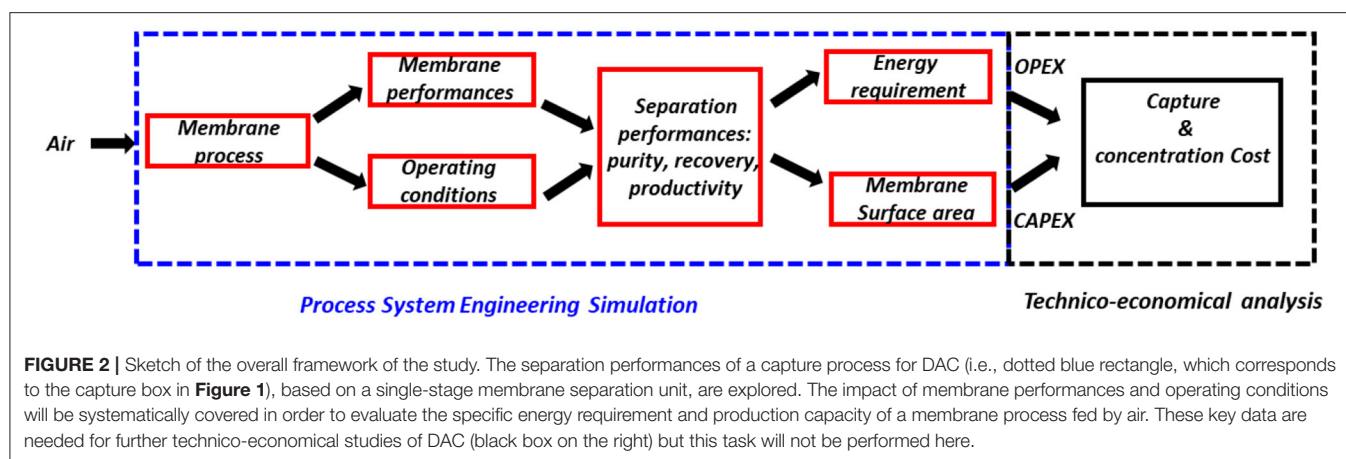 Air
Membrane
process
Membrane
performances
Operating
conditions
Separation
performances:
purity, recovery,
productivity
Energy
requirement
Membrane
Surface area
OPEX
CAPEX
Capture
&
concentration Cost
Process System Engineering Simulation
Technico-economical analysis
FIGURE 2 | Sketch of the overall framework of the study. The separation performances of a capture process for DAC (i.e., dotted blue rectangle, which corresponds
to the capture box in Figure 1), based on a single-stage membrane separation unit, are explored. The impact of membrane performances and operating conditions
will be systematically covered in order to evaluate the specific energy requirement and production capacity of a membrane process fed by air. These key data are
needed for further technico-economical studies of DAC (black box on the right) but this task will not be performed here.